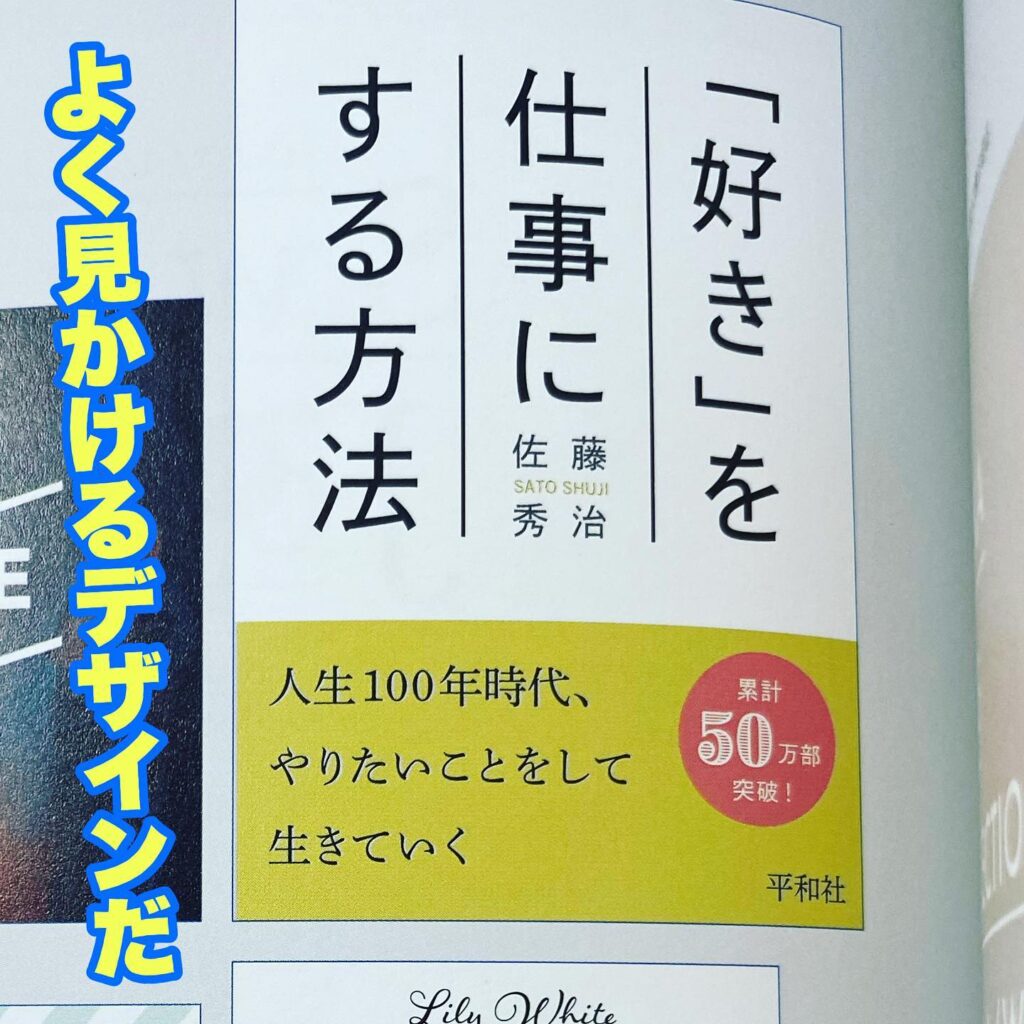 よく見かけるデザインだ
「好き」を
仕事に
する方法
佐藤
SATO SHUJI
秀治
人生100年時代、
やりたいことをして
生きていく
累計
50万部
突破！
平和社
E
Lily White